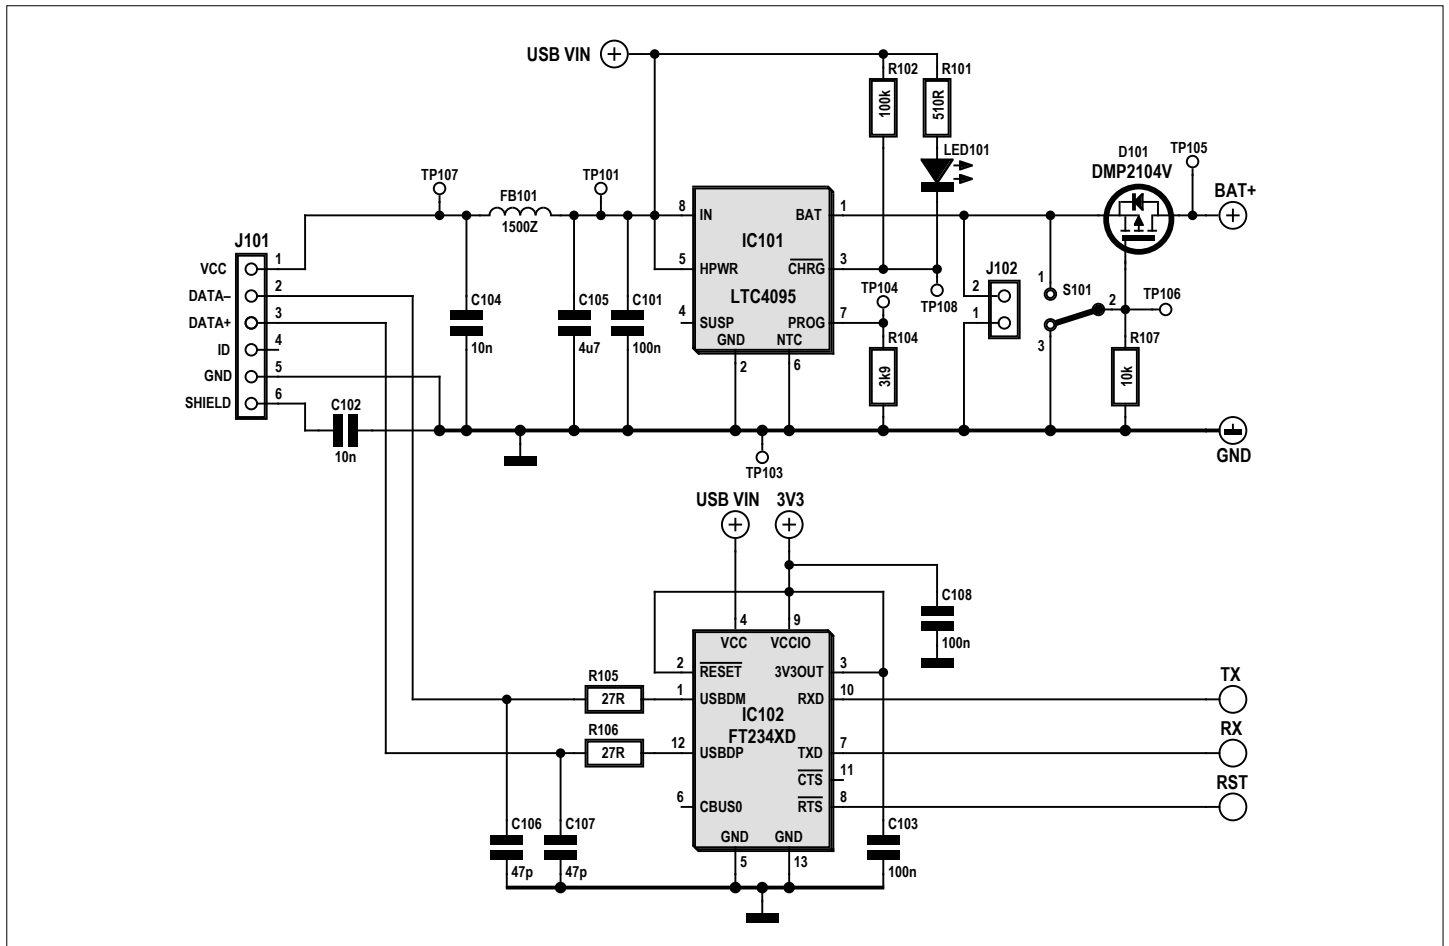 USB VIN
R102
100k
R101
510R
LED101
D101
DMP2104V
TP105
BAT+
TP107
FB101
1500Z
TP101
8 IN
BAT 1
IC101
LTC4095
5 HPWR
CHRG 3
4 SUSP
PROG 7
GND
NTC
2
6
J101
VCC 1
DATA– 2
DATA+ 3
ID 4
GND 5
SHIELD 6
C102
10n
C104
10n
C105
4u7
C101
100n
TP104
TP108
R104
3k9
J102
2
1
1
S101
2
3
TP106
R107
10k
GND
TP103
USB VIN
3V3
C108
100n
4
9
VCC
VCCIO
2 RESET
3V3OUT 3
1 USBDM
RXD 10
IC102
FT234XD
12 USBDP
TXD 7
CTS 11
6 CBUS0
RTS 8
GND
GND
5
13
R105
27R
R106
27R
C106
47p
C107
47p
C103
100n
TX
RX
RST